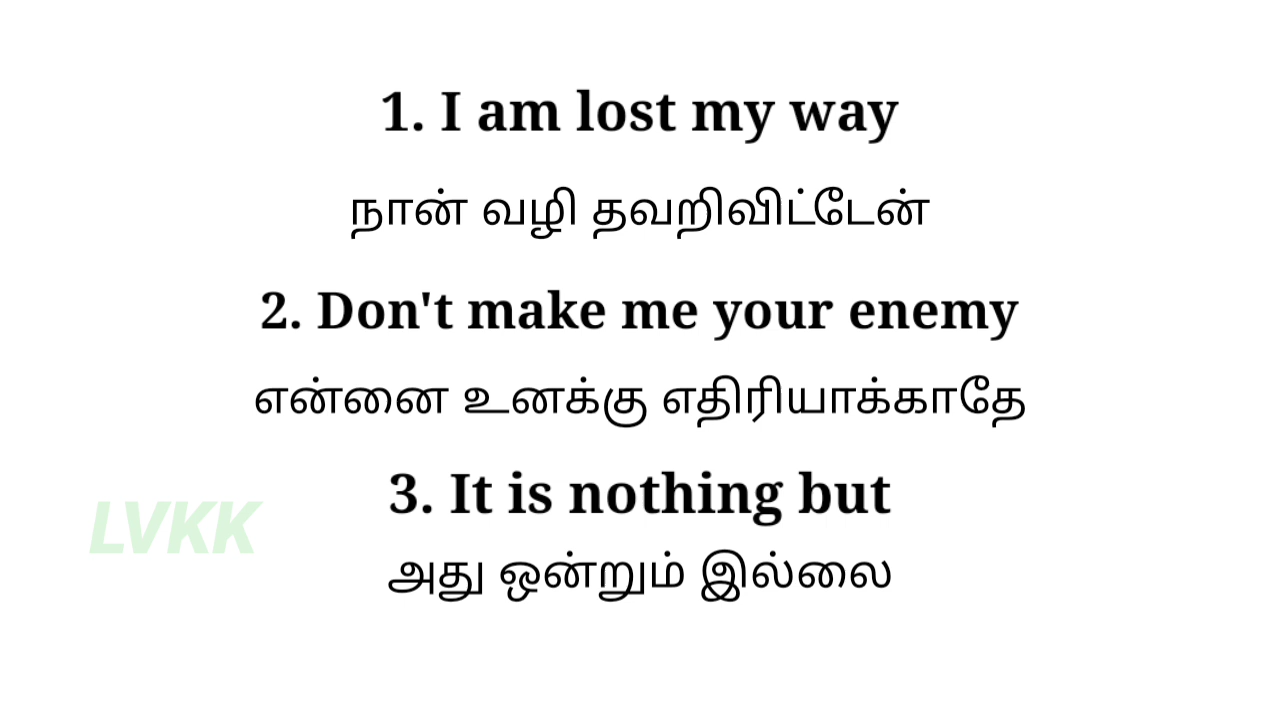 1. I am lost my way
நான் வழி தவறிவிட்டேன்
2. Don't make me your enemy
என்னை உனக்கு எதிரியாக்காதே
3. It is nothing but
LVKK
அது ஒன்றும் இல்லை